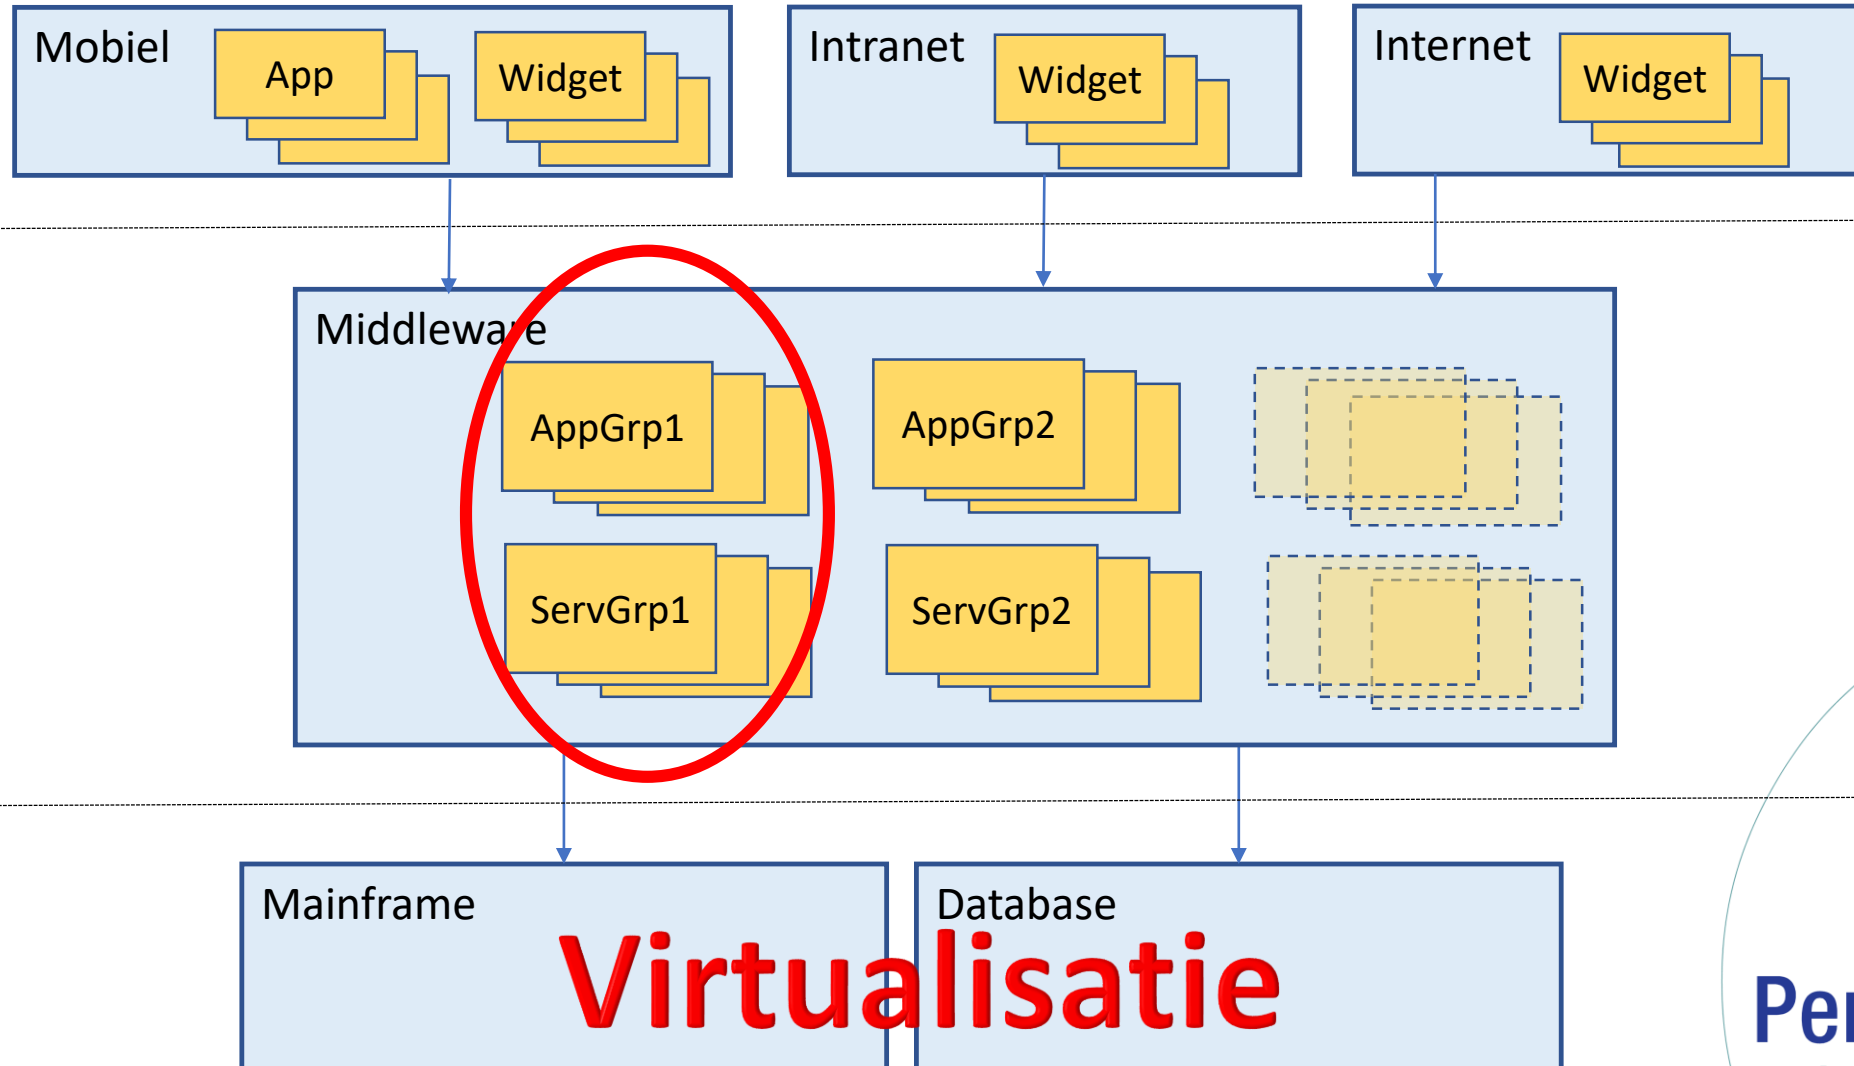 Mobiel
App
Widget
Intranet
Widget
Internet
Widget
Middleware
AppGrp1
AppGrp2
ServGrp1
ServGrp2
Mainframe
Database
Virtualisatie